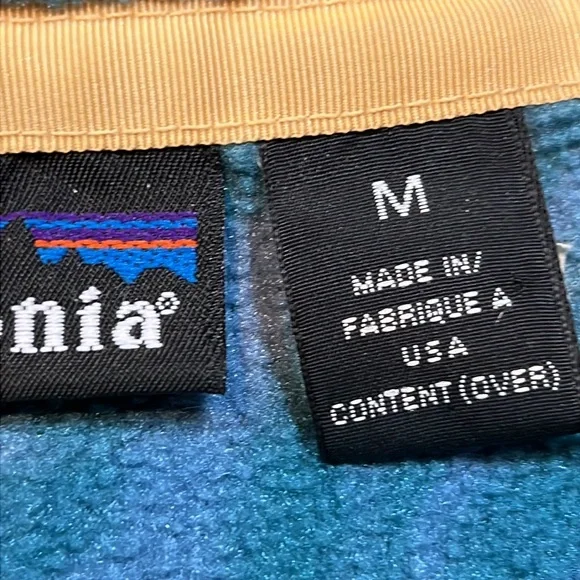 nia®
M
MADE IN/
FABRIQUE A
USA
CONTENT (OVER)